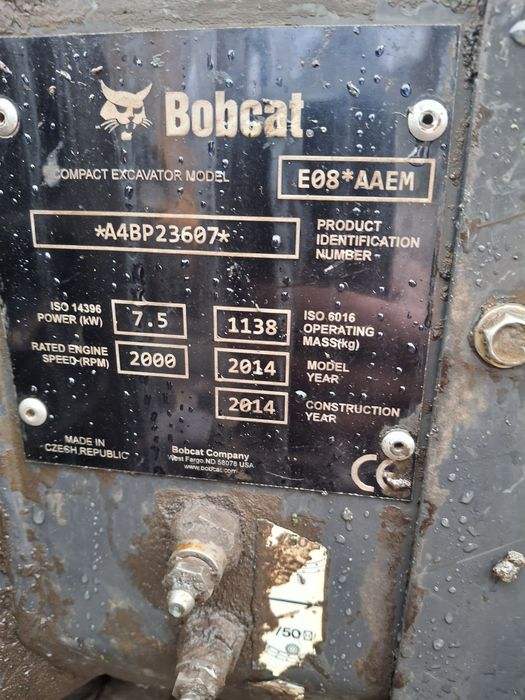 Bobcat
COMPACT EXCAVATOR MODEL
E08*AAEM
*A4BP23607*
PRODUCT
IDENTIFICATION
NUMBER
ISO 14396
POWER (kW)
7.5
1138
ISO 6016
OPERATING
MASS(kg)
RATED ENGINE
SPEED (RPM)
2000
2014
MODEL
YEAR
2014
CONSTRUCTION
YEAR
MADE IN
CZECH REPUBLIC
Bobcat Company
West Fargo, ND 58078 USA
www.bobcat.com
CE
/50